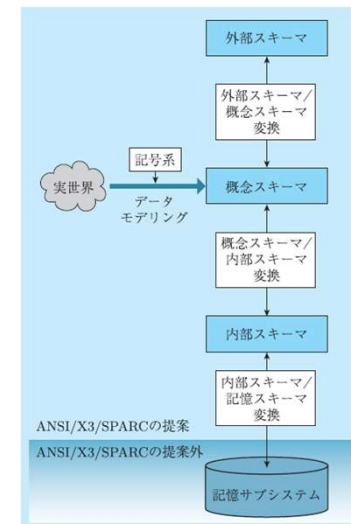 外部スキーマ
外部スキーマ/
概念スキーマ
変換
記号系
実世界
概念スキーマ
データ
モデリング
概念スキーマ/
内部スキーマ
変換
内部スキーマ
内部スキーマ/
記憶スキーマ
変換
ANSI/X3/SPARCの提案
ANSI/X3/SPARCの提案外
記憶サブシステム